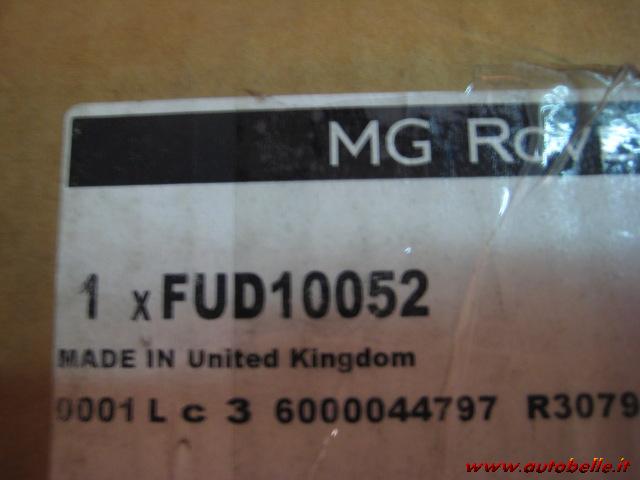 MG Rov
1 x FUD10052
MADE IN United Kingdom
0001 L c 3 6000044797 R3079
www.autobelle.it